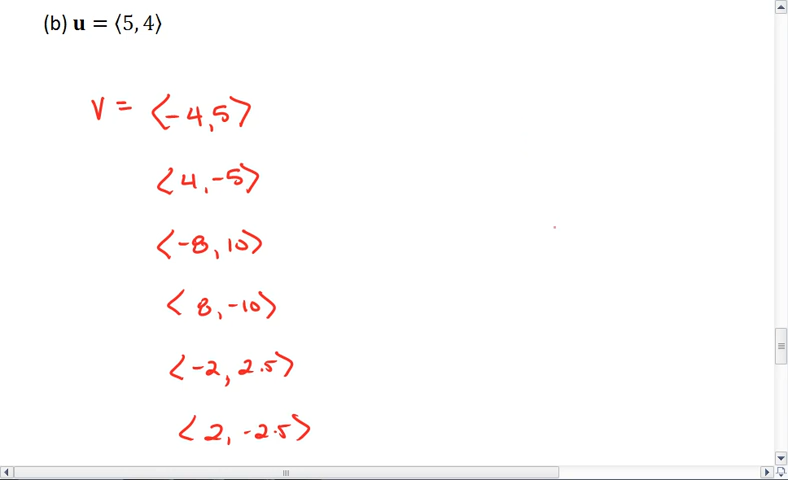 (b) u = ⟨5, 4⟩
V = ⟨-4, 5⟩
⟨4, -5⟩
⟨-8, 10⟩
⟨8, -10⟩
⟨-2, 2.5⟩
⟨2, -2.5⟩